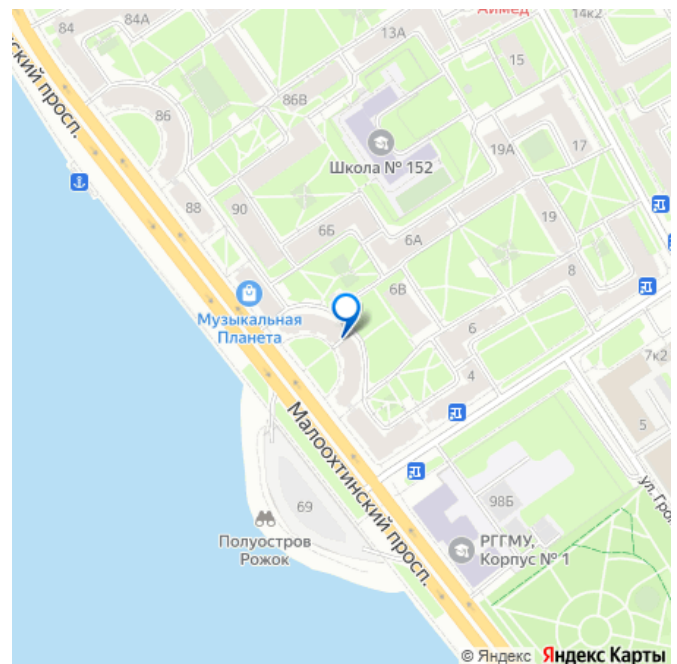 Аймед
14к2
84
84А
13А
15
нский просп.
86В
86
Школа № 152
19А
17
88
90
6Б
6А
19
8
6В
Музыкальная
Планета
6
7к2
4
5
Малоохтинский просп.
69
98Б
ул. Гро
Полуостров
Рожок
РГГМУ,
Корпус № 1
© Яндекс Яндекс Карты